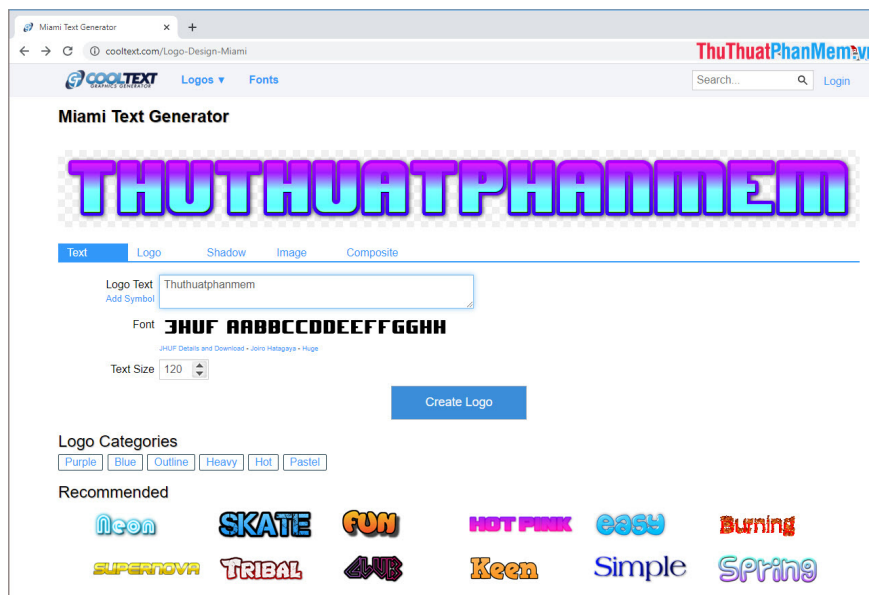 Miami Text Generator
cooltext.com/Logo-Design-Miami
ThuThuatPhanMem.vn
COOLTEXT
GRAPHICS GENERATOR
Logos ▾ Fonts Search... Login
Miami Text Generator
THUTHUATPHANMEM
Text Logo Shadow Image Composite
Logo Text Thuthuatphanmem
Add Symbol
Font JHUF AABBCCDDEEFFGGHH
JHUF Details and Download - Joiro Hatagaya - Huge
Text Size 120
Create Logo
Logo Categories
Purple Blue Outline Heavy Hot Pastel
Recommended
Neon SKATE FUN HOT PINK easy Burning
SUPERNOVA TRIBAL CLUB Keen Simple Spring